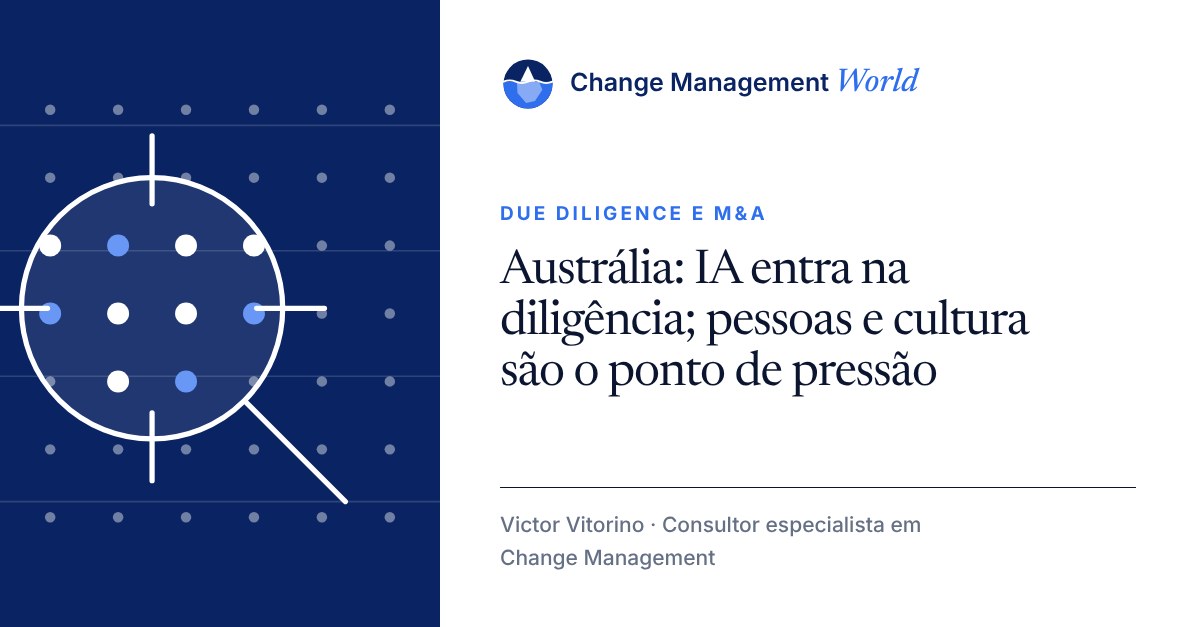 Change Management World
DUE DILIGENCE E M&A
Austrália: IA entra na
diligência; pessoas e cultura
são o ponto de pressão
Victor Vitorino · Consultor especialista em
Change Management